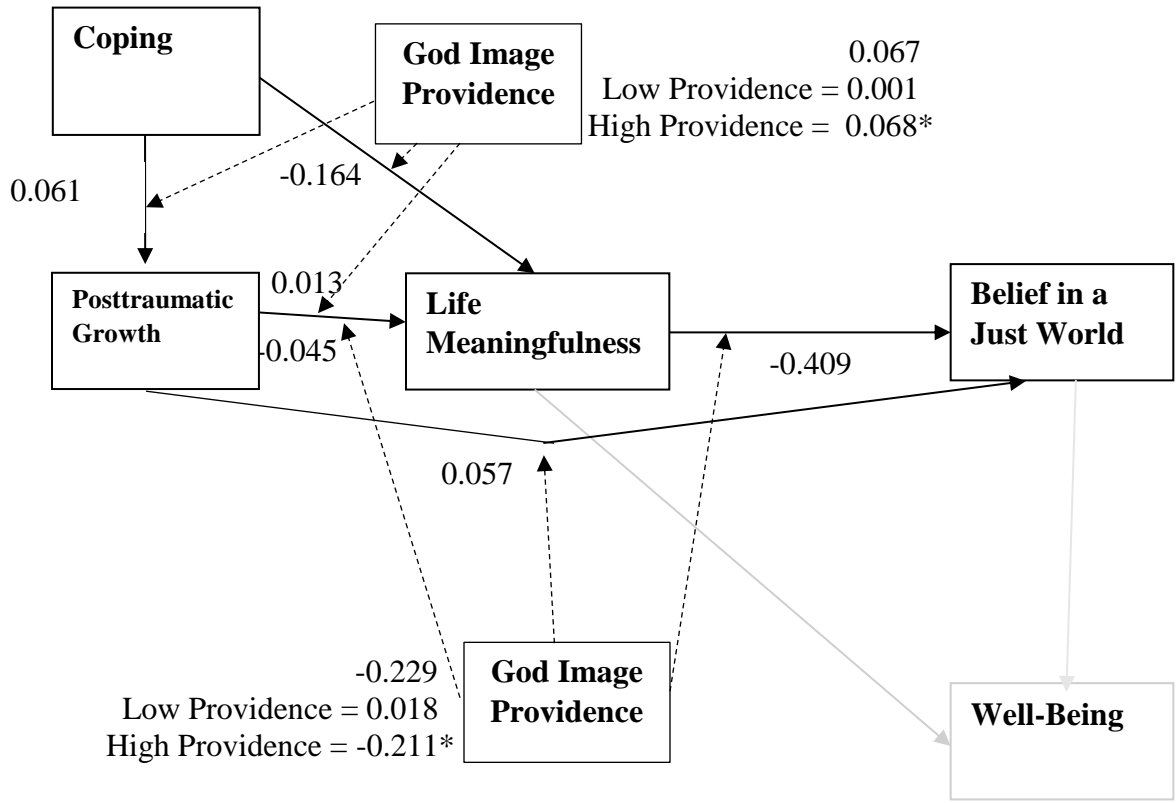 Coping
God Image
Providence
0.067
Low Providence = 0.001
High Providence = 0.068*
0.061
-0.164
Posttraumatic
Growth
0.013
-0.045
Life
Meaningfulness
-0.409
Belief in a
Just World
0.057
-0.229
Low Providence = 0.018
High Providence = -0.211*
God Image
Providence
Well-Being